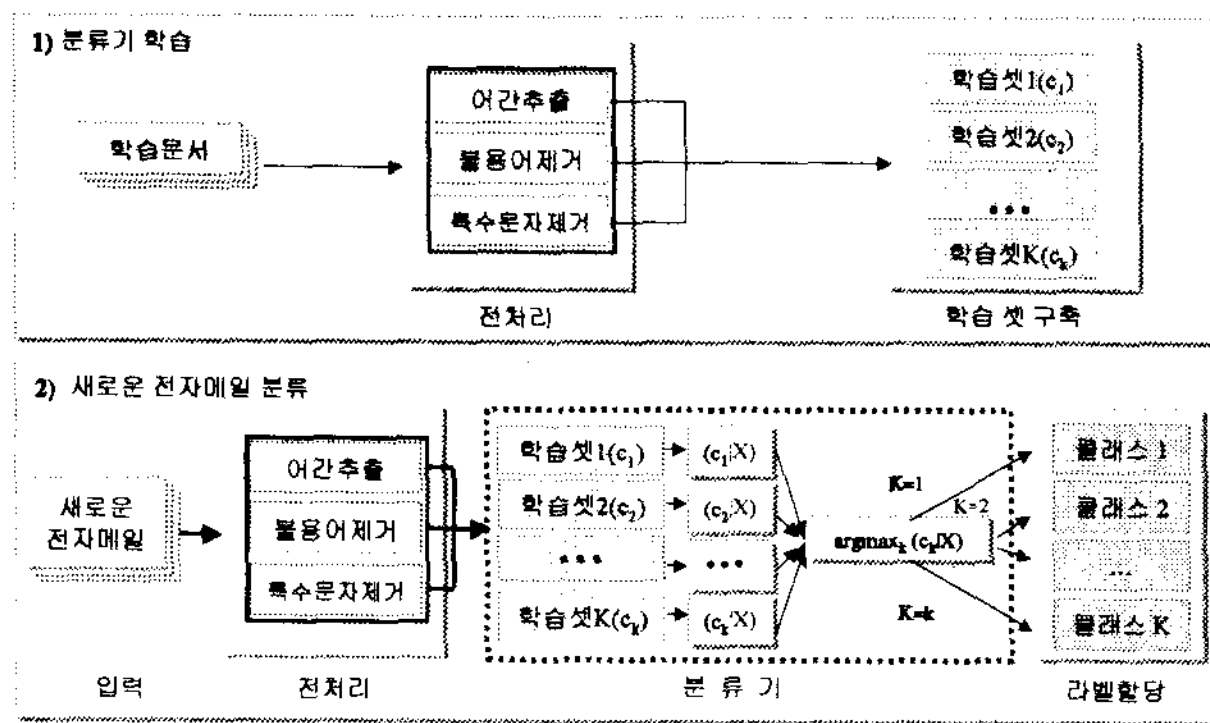 1) 분류기 학습
학습문서
어간추출
불용어제거
특수문자제거
전처리
학습셋1(c₁)
학습셋2(c₂)
•••
학습셋K(cₖ)
학습 셋 구축
2) 새로운 전자메일 분류
새로운
전자메일
입력
어간추출
불용어제거
특수문자제거
전처리
학습셋1(c₁)
학습셋2(c₂)
•••
학습셋K(cₖ)
(c₁|X)
(c₂|X)
•••
(cₖ|X)
argmaxₖ (cₖ|X)
K=1
K=2
K=k
분 류 기
클래스 1
클래스 2
...
클래스 K
라벨할당